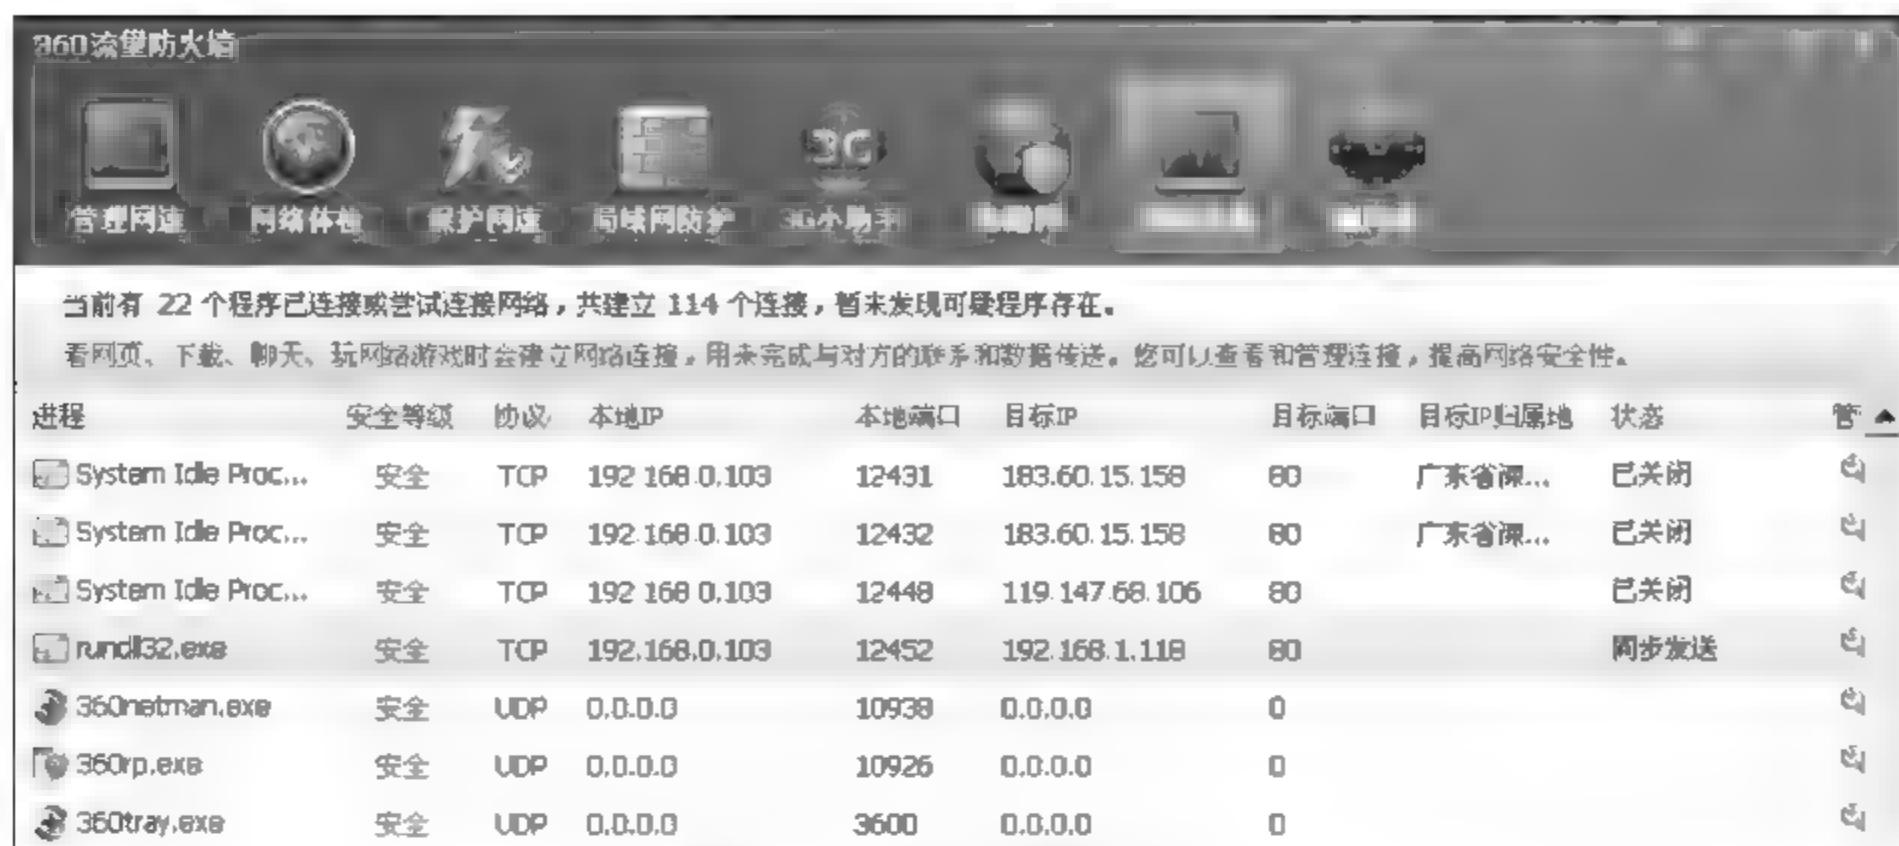 360流量防火墙
管理网速 网络体检 保护网速 局域网防护 3G小助手
当前有 22 个程序已连接或尝试连接网络，共建立 114 个连接，暂未发现可疑程序存在。
看网页、下载、聊天、玩网络游戏时会建立网络连接，用来完成与对方的联系和数据传送。您可以查看和管理连接，提高网络安全性。
进程 安全等级 协议 本地IP 本地端口 目标IP 目标端口 目标IP归属地 状态 管
System Idle Proc... 安全 TCP 192.168.0.103 12431 183.60.15.158 80 广东省深... 已关闭
System Idle Proc... 安全 TCP 192.168.0.103 12432 183.60.15.158 80 广东省深... 已关闭
System Idle Proc... 安全 TCP 192.168.0.103 12448 119.147.68.106 80 已关闭
rundll32.exe 安全 TCP 192.168.0.103 12452 192.168.1.118 80 同步发送
360netman.exe 安全 UDP 0.0.0.0 10938 0.0.0.0 0
360rp.exe 安全 UDP 0.0.0.0 10926 0.0.0.0 0
360tray.exe 安全 UDP 0.0.0.0 3600 0.0.0.0 0